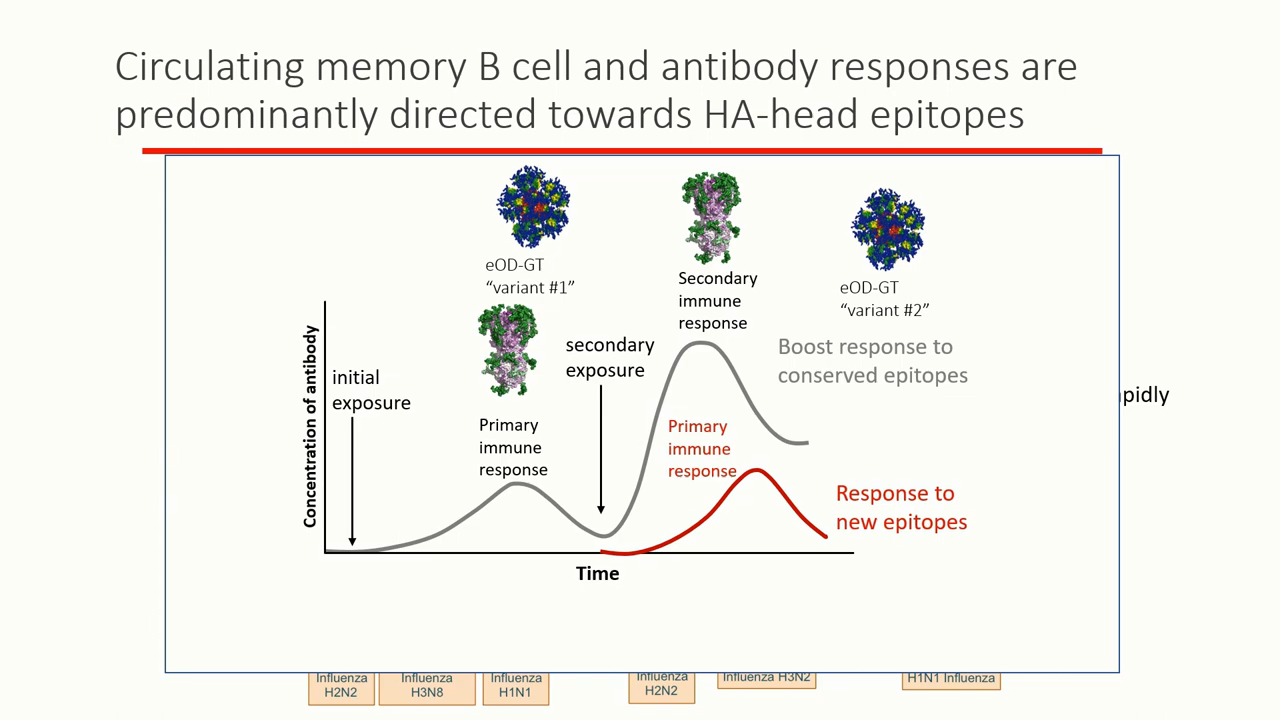 Circulating memory B cell and antibody responses are
predominantly directed towards HA-head epitopes
eOD-GT
“variant #1”
Secondary
immune
response
eOD-GT
“variant #2”
Concentration of antibody
initial
exposure
secondary
exposure
Boost response to
conserved epitopes
Primary
immune
response
Primary
immune
response
Response to
new epitopes
Time
pidly
Influenza
H2N2
Influenza
H3N8
Influenza
H1N1
Influenza
H2N2
Influenza H3N2
H1N1 Influenza